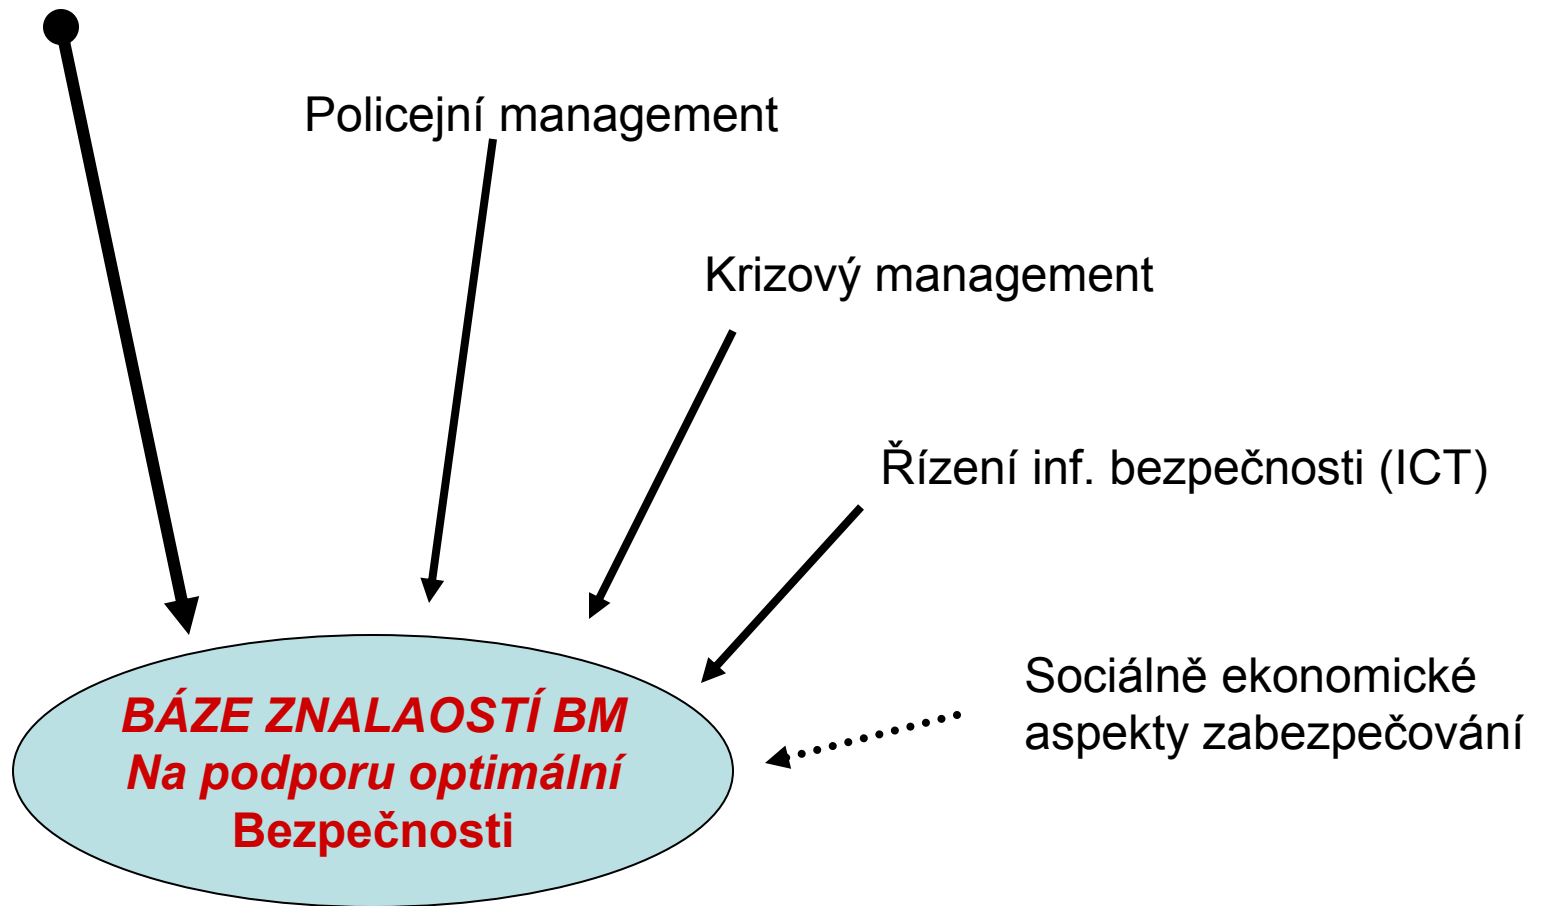 Policejní management
Krizový management
Řízení inf. bezpečnosti (ICT)
Sociálně ekonomické
aspekty zabezpečování
BÁZE ZNALAOSTÍ BM
Na podporu optimální
Bezpečnosti